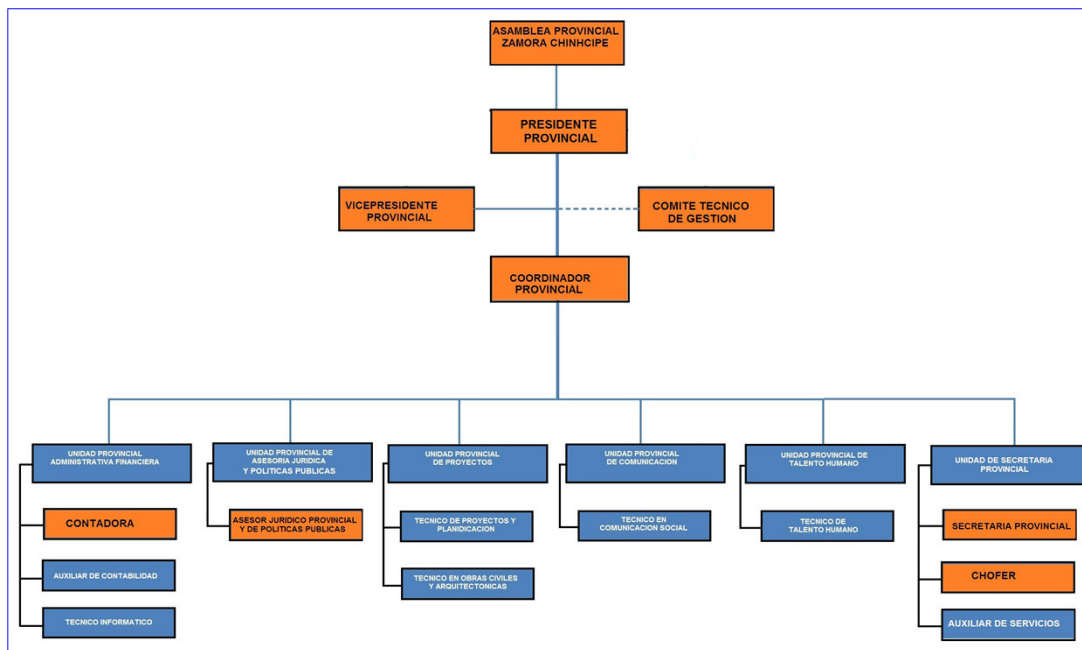 ASAMBLEA PROVINCIAL
ZAMORA CHINHCIPE
PRESIDENTE
PROVINCIAL
VICEPRESIDENTE
PROVINCIAL
COMITE TECNICO
DE GESTION
COORDINADOR
PROVINCIAL
UNIDAD PROVINCIAL
ADMINISTRATIVA FINANCIERA
CONTADORA
AUXILIAR DE CONTABILIDAD
TECNICO INFORMATICO
UNIDAD PROVINCIAL DE
ASESORIA JURIDICA
Y POLITICAS PUBLICAS
ASESOR JURIDICO PROVINCIAL
Y DE POLITICAS PUBLICAS
UNIDAD PROVINCIAL
DE PROYECTOS
TECNICO DE PROYECTOS Y
PLANIDICACION
TECNICO EN OBRAS CIVILES
Y ARQUITECTONICAS
UNIDAD PROVINCIAL
DE COMUNICACION
TECNICO EN
COMUNICACION SOCIAL
UNIDAD PROVINCIAL DE
TALENTO HUMANO
TECNICO DE
TALENTO HUMANO
UNIDAD DE SECRETARIA
PROVINCIAL
SECRETARIA PROVINCIAL
CHOFER
AUXILIAR DE SERVICIOS